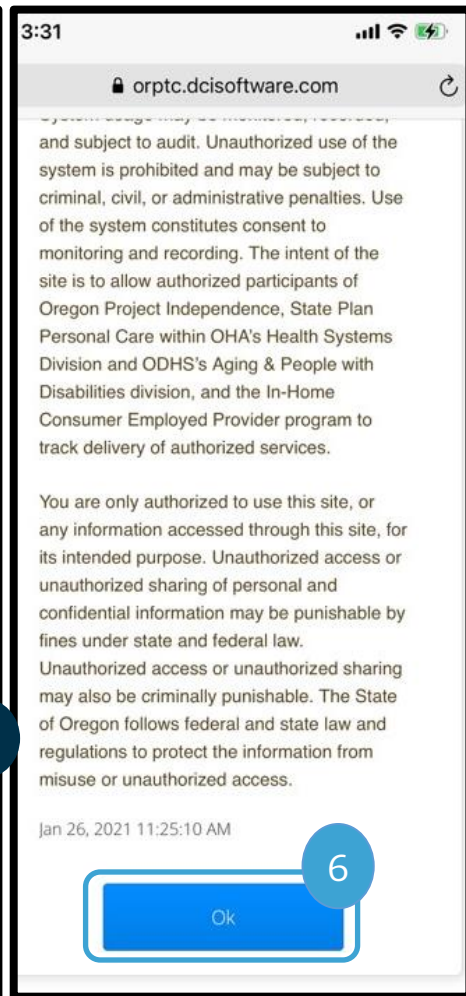 3:31
orptc.dcisoftware.com
System usage may be monitored, recorded,
and subject to audit. Unauthorized use of the
system is prohibited and may be subject to
criminal, civil, or administrative penalties. Use
of the system constitutes consent to
monitoring and recording. The intent of the
site is to allow authorized participants of
Oregon Project Independence, State Plan
Personal Care within OHA's Health Systems
Division and ODHS's Aging & People with
Disabilities division, and the In-Home
Consumer Employed Provider program to
track delivery of authorized services.
You are only authorized to use this site, or
any information accessed through this site, for
its intended purpose. Unauthorized access or
unauthorized sharing of personal and
confidential information may be punishable by
fines under state and federal law.
Unauthorized access or unauthorized sharing
may also be criminally punishable. The State
of Oregon follows federal and state law and
regulations to protect the information from
misuse or unauthorized access.
Jan 26, 2021 11:25:10 AM
6
Ok